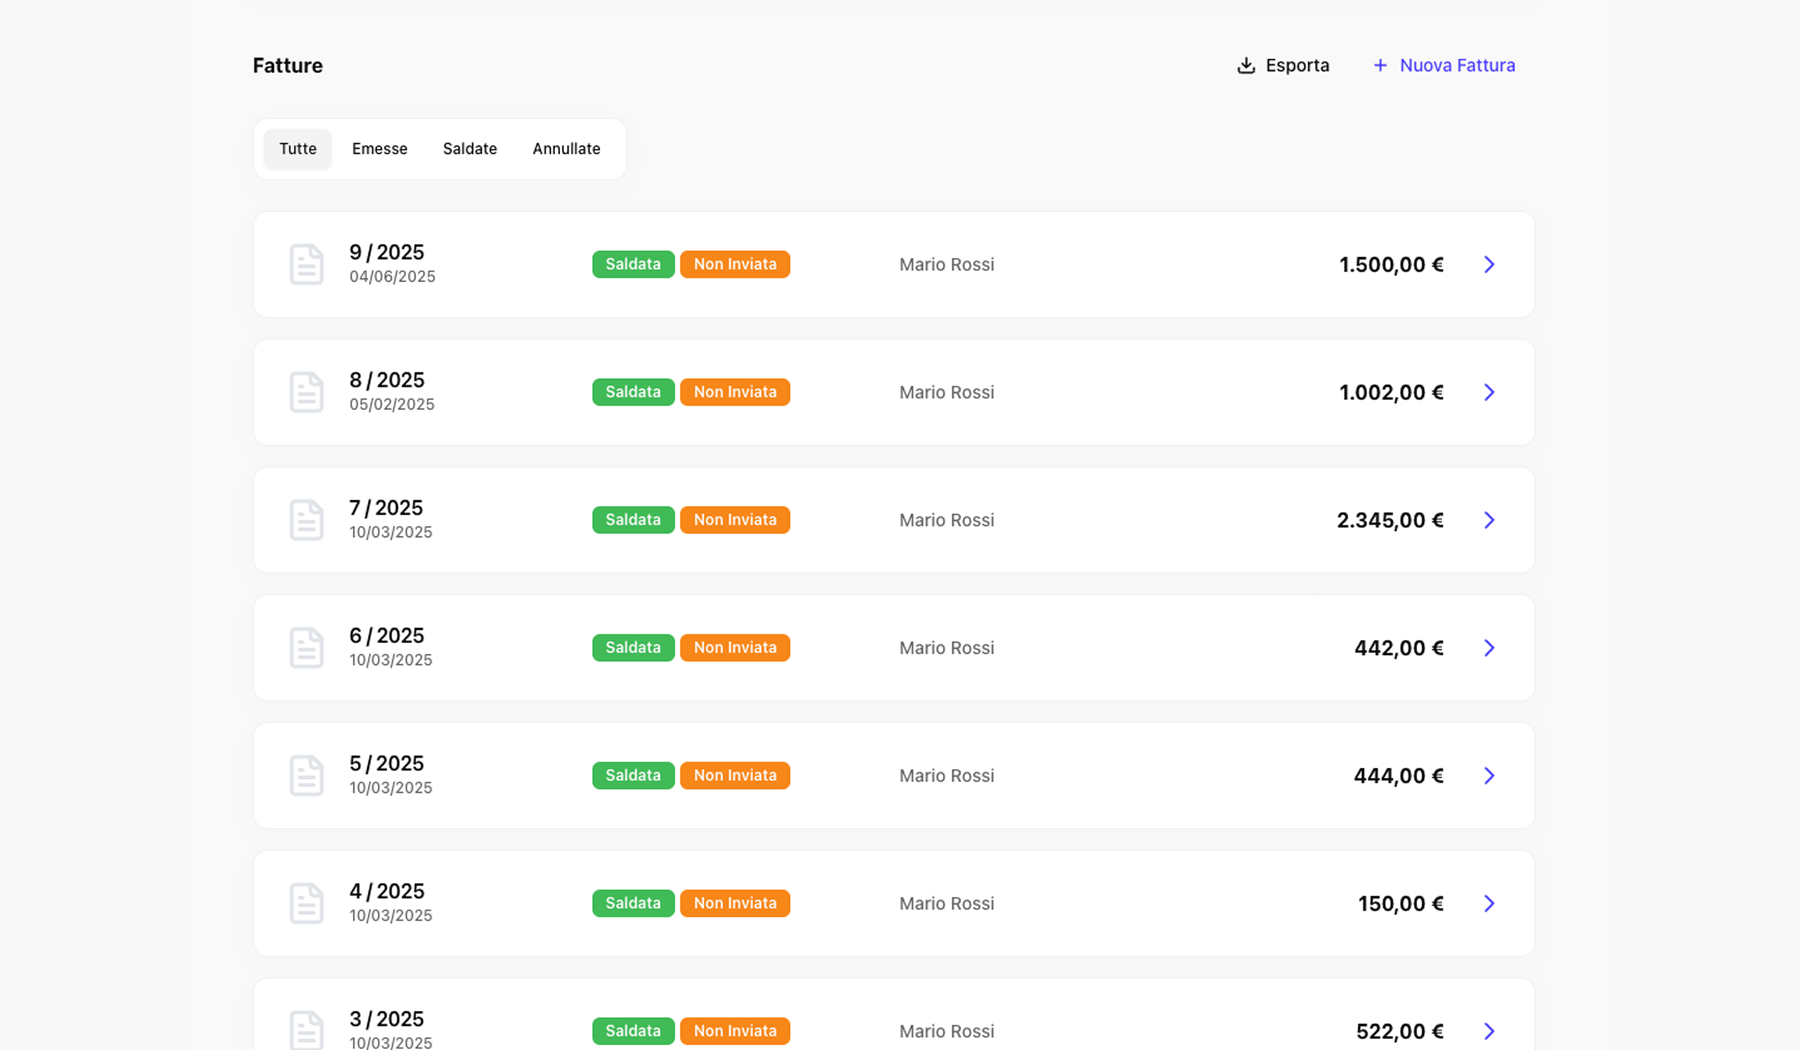 Fatture
Esporta
+ Nuova Fattura
Tutte Emesse Saldate Annullate
9 / 2025
04/06/2025
Saldata Non Inviata Mario Rossi 1.500,00 €
8 / 2025
05/02/2025
Saldata Non Inviata Mario Rossi 1.002,00 €
7 / 2025
10/03/2025
Saldata Non Inviata Mario Rossi 2.345,00 €
6 / 2025
10/03/2025
Saldata Non Inviata Mario Rossi 442,00 €
5 / 2025
10/03/2025
Saldata Non Inviata Mario Rossi 444,00 €
4 / 2025
10/03/2025
Saldata Non Inviata Mario Rossi 150,00 €
3 / 2025
10/03/2025
Saldata Non Inviata Mario Rossi 522,00 €